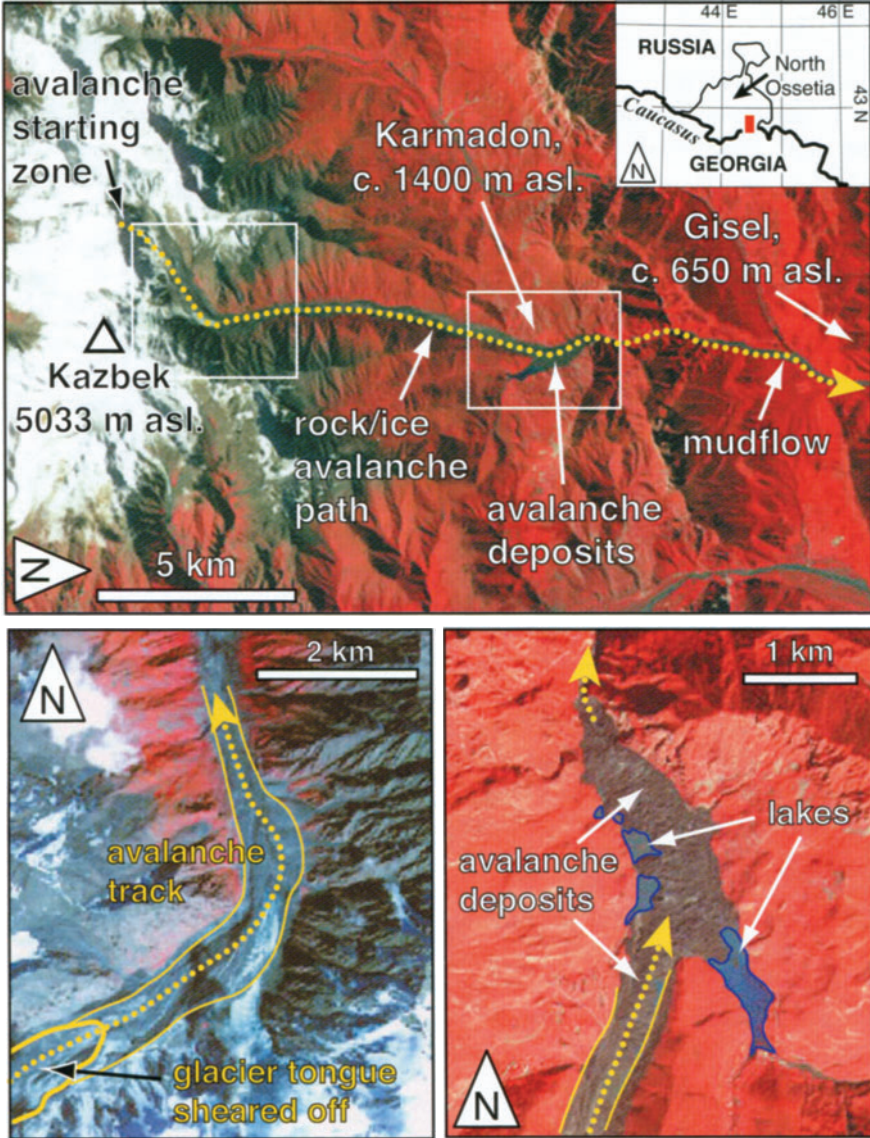 avalanche
starting
zone
Karmadon,
c. 1400 m asl.
Gisel,
c. 650 m asl.
Kazbek
5033 m asl.
rock/ice
avalanche
path
avalanche
deposits
mudflow
N
5 km
44 E
46 E
RUSSIA
North
Ossetia
43 N
Caucasus
GEORGIA
N
N
2 km
avalanche
track
glacier tongue
sheared off
1 km
lakes
avalanche
deposits
N